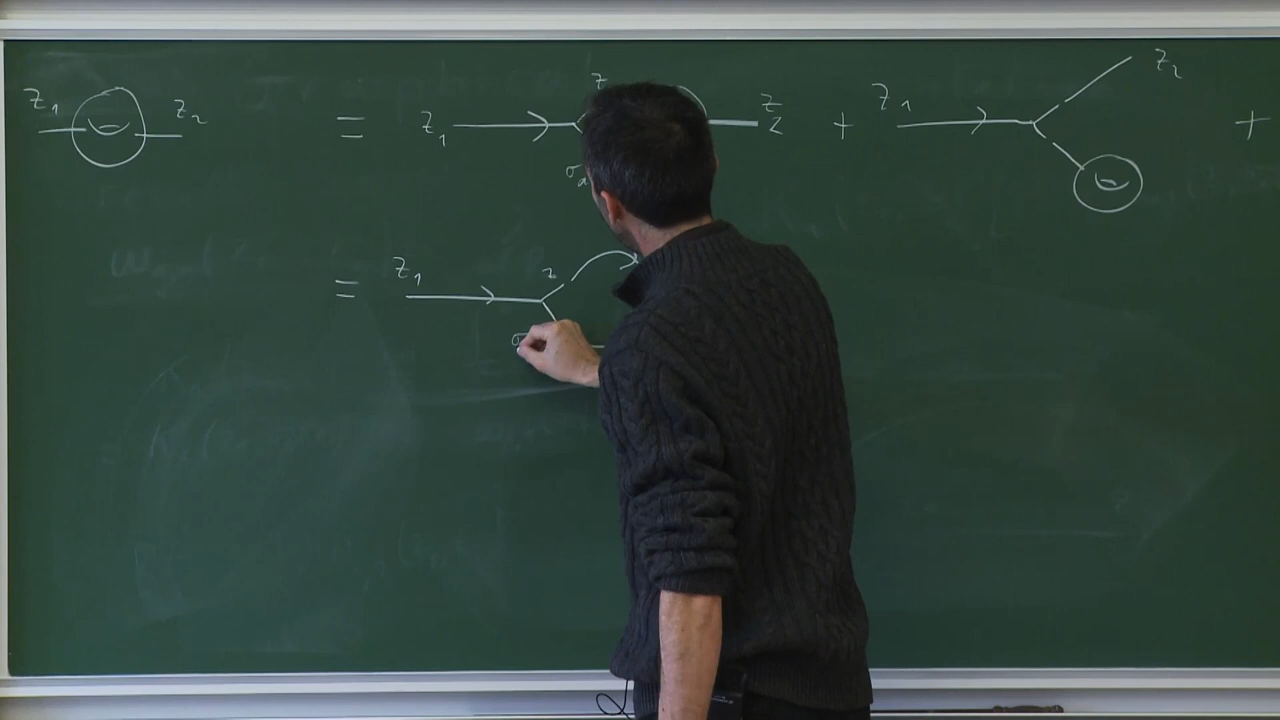 z₁ z₂ = z₁ z z₂ + z₁ z₂ +
= z₁ z